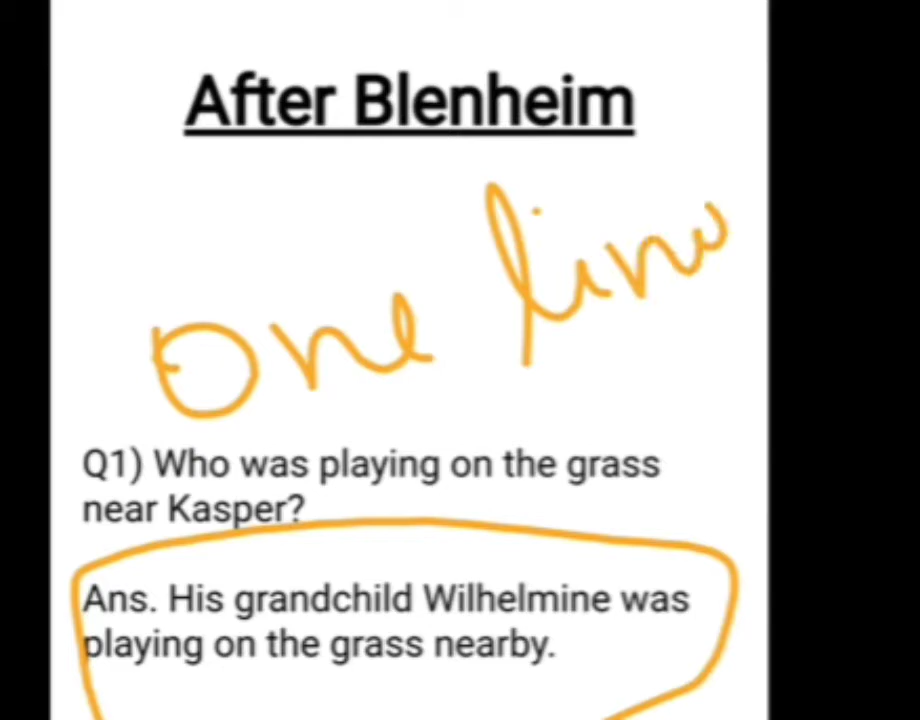 After Blenheim
one line
Q1) Who was playing on the grass
near Kasper?
Ans. His grandchild Wilhelmine was
playing on the grass nearby.